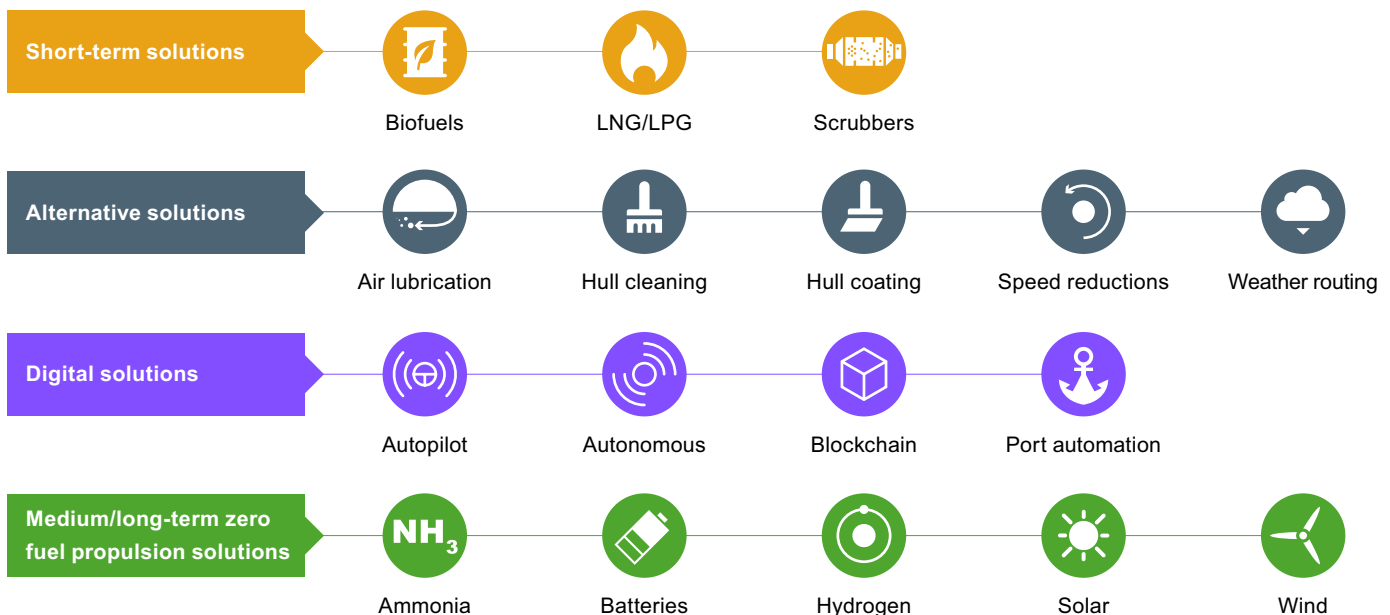 Short-term solutions
Biofuels
LNG/LPG
Scrubbers
Alternative solutions
Air lubrication
Hull cleaning
Hull coating
Speed reductions
Weather routing
Digital solutions
Autopilot
Autonomous
Blockchain
Port automation
Medium/long-term zero
fuel propulsion solutions
NH₃
Ammonia
Batteries
Hydrogen
Solar
Wind